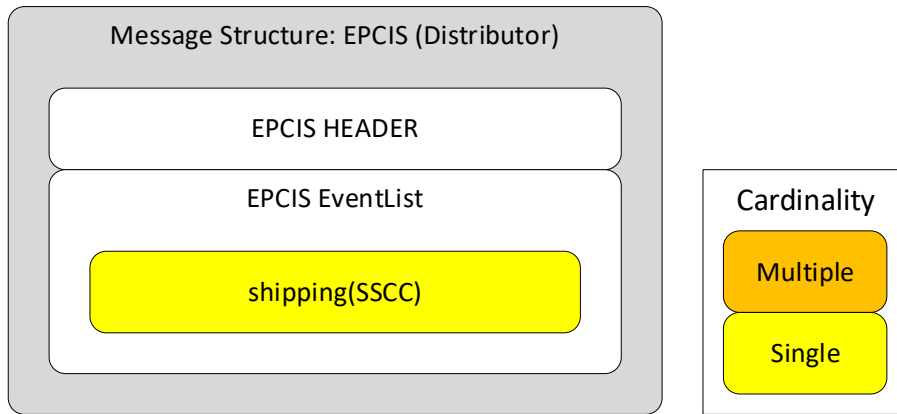 Message Structure: EPCIS (Distributor)
EPCIS HEADER
EPCIS EventList
shipping(SSCC)
Cardinality
Multiple
Single